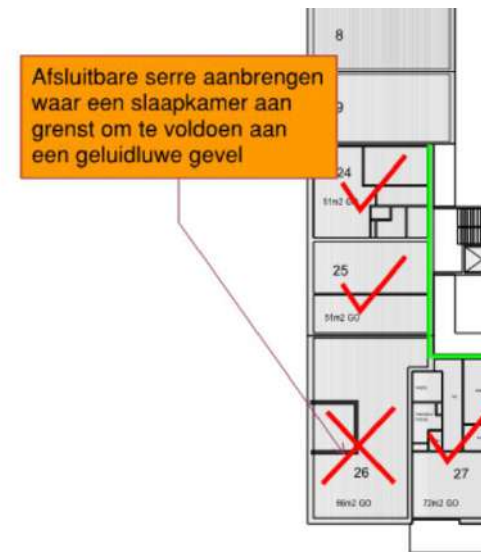 8
Afsluitbare serre aanbrengen
waar een slaapkamer aan
grenst om te voldoen aan
een geluidluwe gevel
9
24
51m2 GO
25
51m2 GO
26
27
72m2 GO